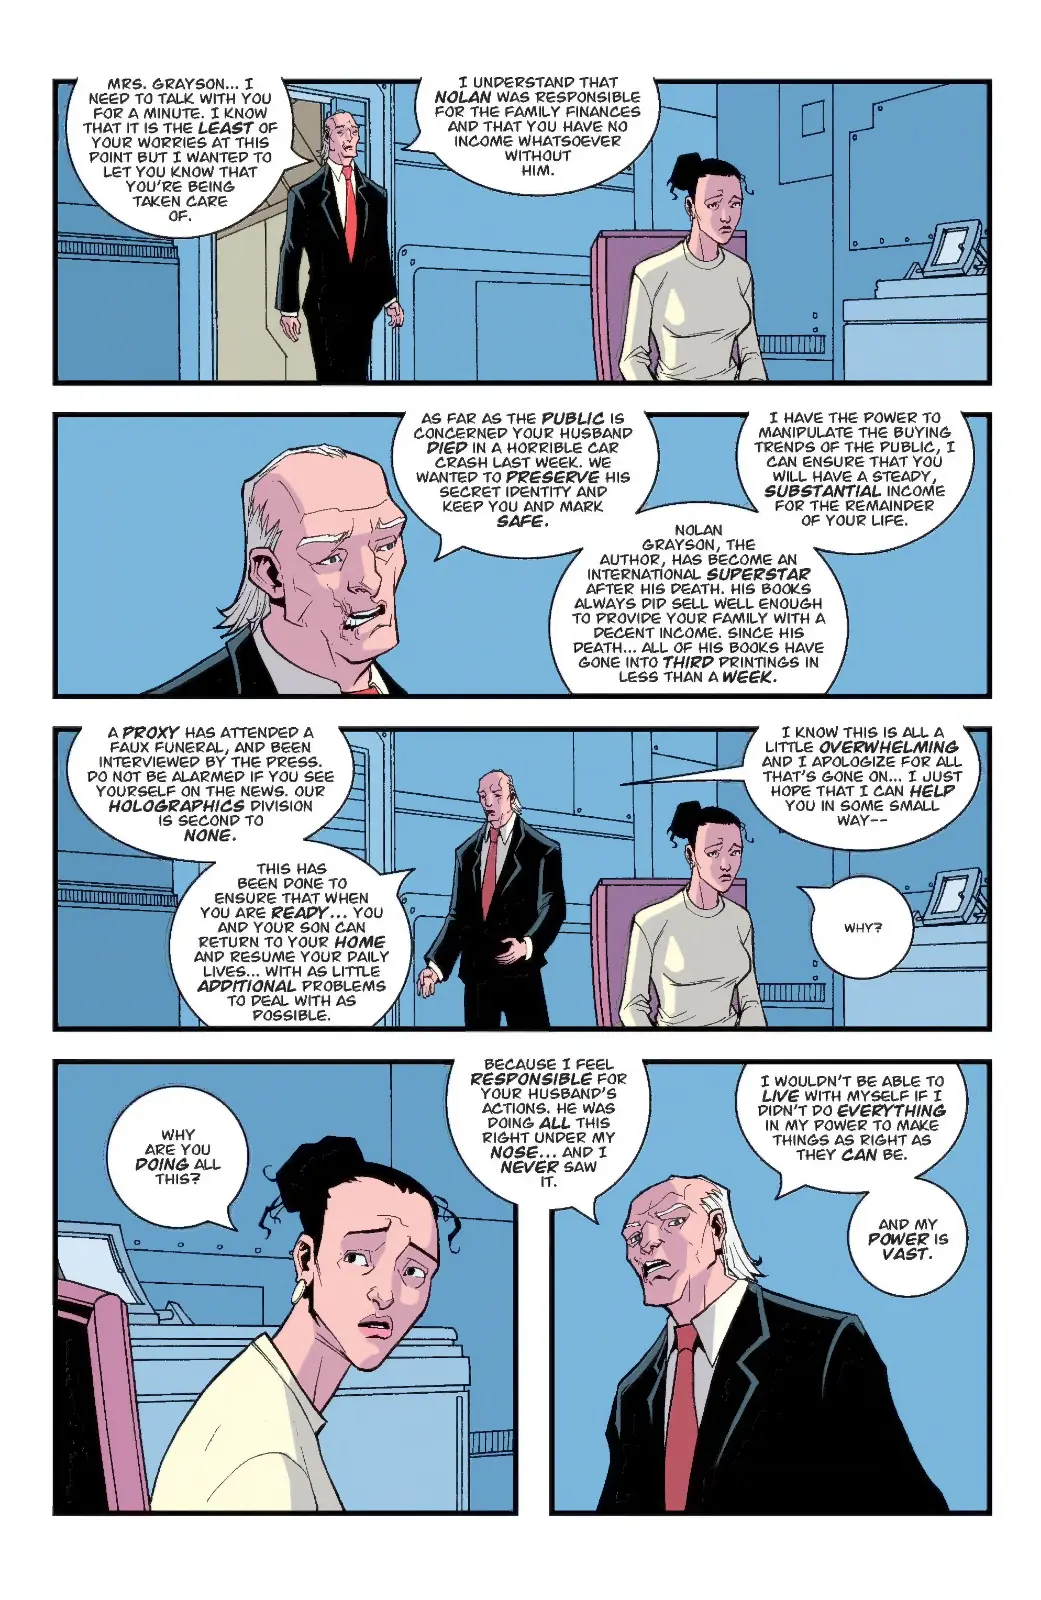 MRS. GRAYSON... I
NEED TO TALK WITH YOU
FOR A MINUTE. I KNOW
THAT IT IS THE LEAST OF
YOUR WORRIES AT THIS
POINT BUT I WANTED TO
LET YOU KNOW THAT
YOU'RE BEING
TAKEN CARE
OF.
I UNDERSTAND THAT
NOLAN WAS RESPONSIBLE
FOR THE FAMILY FINANCES
AND THAT YOU HAVE NO
INCOME WHATSOEVER
WITHOUT
HIM.
AS FAR AS THE PUBLIC IS
CONCERNED YOUR HUSBAND
DIED IN A HORRIBLE CAR
CRASH LAST WEEK. WE
WANTED TO PRESERVE HIS
SECRET IDENTITY AND
KEEP YOU AND MARK
SAFE.
NOLAN
GRAYSON, THE
AUTHOR, HAS BECOME AN
INTERNATIONAL SUPERSTAR
AFTER HIS DEATH. HIS BOOKS
ALWAYS DID SELL WELL ENOUGH
TO PROVIDE YOUR FAMILY WITH A
DECENT INCOME. SINCE HIS
DEATH... ALL OF HIS BOOKS HAVE
GONE INTO THIRD PRINTINGS IN
LESS THAN A WEEK.
I HAVE THE POWER TO
MANIPULATE THE BUYING
TRENDS OF THE PUBLIC, I
CAN ENSURE THAT YOU
WILL HAVE A STEADY,
SUBSTANTIAL INCOME
FOR THE REMAINDER
OF YOUR LIFE.
A PROXY HAS ATTENDED A
FAUX FUNERAL, AND BEEN
INTERVIEWED BY THE PRESS.
DO NOT BE ALARMED IF YOU SEE
YOURSELF ON THE NEWS. OUR
HOLOGRAPHICS DIVISION
IS SECOND TO
NONE.
THIS HAS
BEEN DONE TO
ENSURE THAT WHEN
YOU ARE READY... YOU
AND YOUR SON CAN
RETURN TO YOUR HOME
AND RESUME YOUR DAILY
LIVES... WITH AS LITTLE
ADDITIONAL PROBLEMS
TO DEAL WITH AS
POSSIBLE.
I KNOW THIS IS ALL A
LITTLE OVERWHELMING
AND I APOLOGIZE FOR ALL
THAT'S GONE ON... I JUST
HOPE THAT I CAN HELP
YOU IN SOME SMALL
WAY--
WHY?
WHY
ARE YOU
DOING ALL
THIS?
BECAUSE I FEEL
RESPONSIBLE FOR
YOUR HUSBAND'S
ACTIONS. HE WAS
DOING ALL THIS
RIGHT UNDER MY
NOSE... AND I
NEVER SAW
IT.
I WOULDN'T BE ABLE TO
LIVE WITH MYSELF IF I
DIDN'T DO EVERYTHING
IN MY POWER TO MAKE
THINGS AS RIGHT AS
THEY CAN BE.
AND MY
POWER IS
VAST.